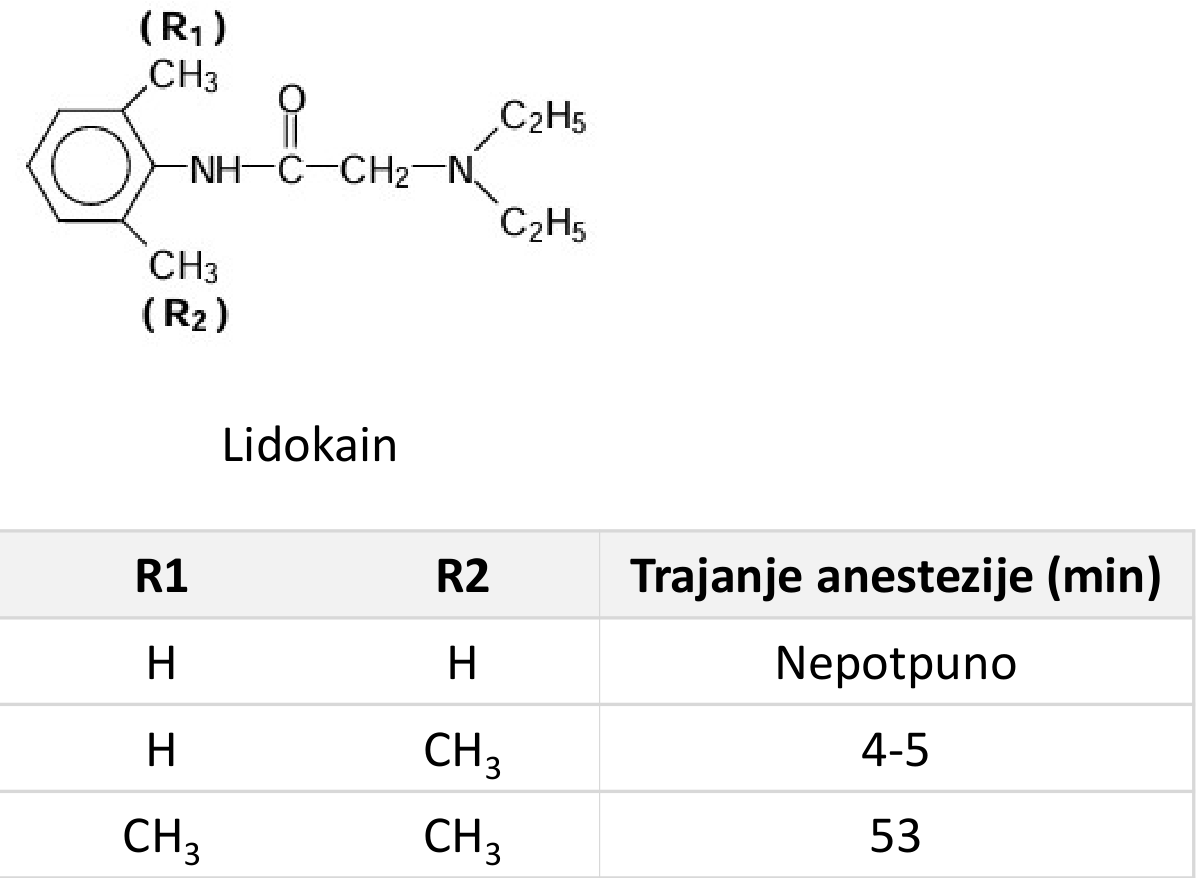 (R₁)
CH₃
O
C₂H₅
NH C CH₂ N
C₂H₅
CH₃
(R₂)
Lidokain
R1 R2 Trajanje anestezije (min)
H H Nepotpuno
H CH₃ 4-5
CH₃ CH₃ 53